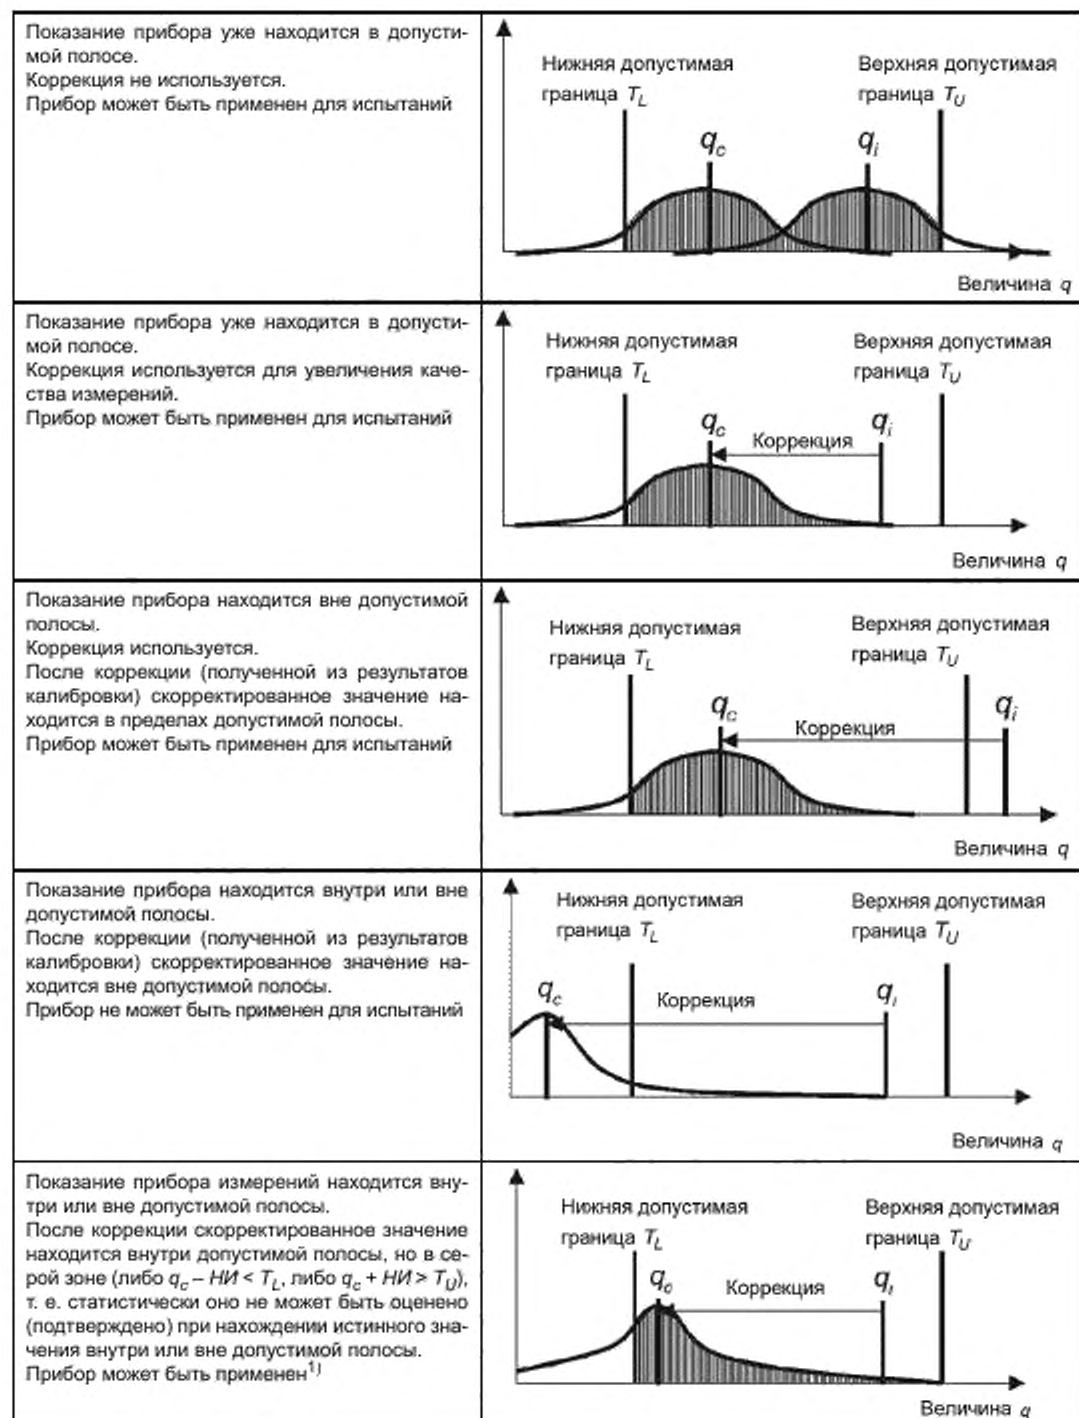 Показание прибора уже находится в допусти-
мой полосе.
Коррекция не используется.
Прибор может быть применен для испытаний
Нижняя допустимая
граница T_L
Верхняя допустимая
граница T_U
q_c
q_i
Величина q
Показание прибора уже находится в допусти-
мой полосе.
Коррекция используется для увеличения каче-
ства измерений.
Прибор может быть применен для испытаний
Нижняя допустимая
граница T_L
Верхняя допустимая
граница T_U
q_c
Коррекция
q_i
Величина q
Показание прибора находится вне допустимой
полосы.
Коррекция используется.
После коррекции (полученной из результатов
калибровки) скорректированное значение на-
ходится в пределах допустимой полосы.
Прибор может быть применен для испытаний
Нижняя допустимая
граница T_L
Верхняя допустимая
граница T_U
q_c
Коррекция
q_i
Величина q
Показание прибора находится внутри или вне
допустимой полосы.
После коррекции (полученной из результатов
калибровки) скорректированное значение на-
ходится вне допустимой полосы.
Прибор не может быть применен для испытаний
Нижняя допустимая
граница T_L
Верхняя допустимая
граница T_U
q_c
Коррекция
q_i
Величина q
Показание прибора измерений находится вну-
три или вне допустимой полосы.
После коррекции скорректированное значение
находится внутри допустимой полосы, но в се-
рой зоне (либо q_c – НИ < T_L, либо q_c + НИ > T_U),
т. е. статистически оно не может быть оценено
(подтверждено) при нахождении истинного зна-
чения внутри или вне допустимой полосы.
Прибор может быть применен¹⁾
Нижняя допустимая
граница T_L
Верхняя допустимая
граница T_U
q_c
Коррекция
q_i
Величина q